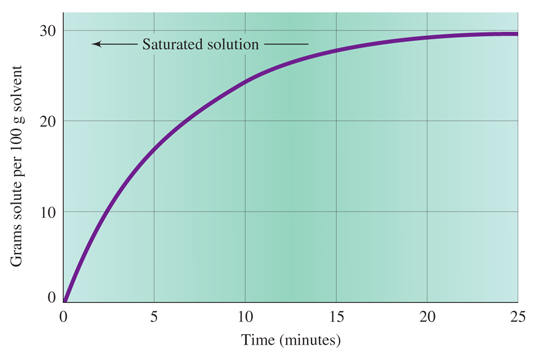 30
20
10
0
Grams solute per 100 g solvent
Saturated solution
0 5 10 15 20 25
Time (minutes)